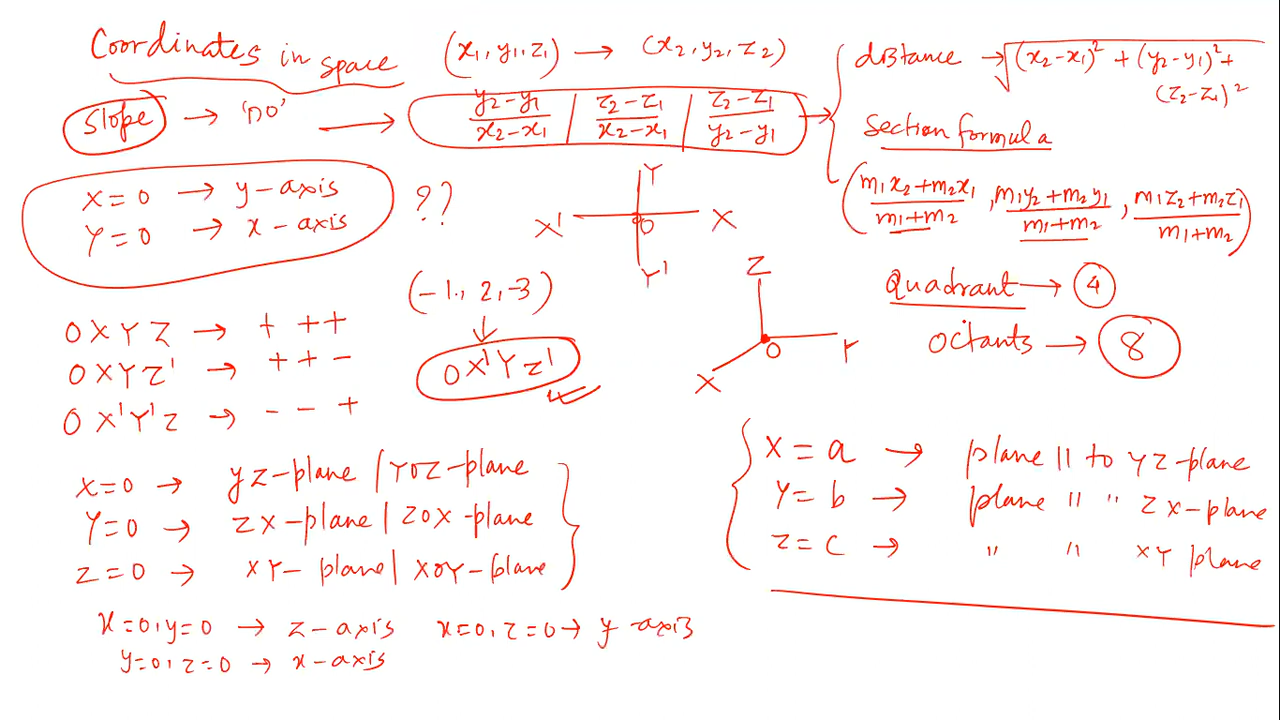 Coordinates in space
(x₁, y₁, z₁) → (x₂, y₂, z₂)
distance → √(x₂-x₁)² + (y₂-y₁)² +
(z₂-z₁)²
Slope → 'no' → y₂-y₁/x₂-x₁ | z₂-z₁/x₂-x₁ | z₂-z₁/y₂-y₁ →
Section formula
(m₁x₂+m₂x₁/m₁+m₂, m₁y₂+m₂y₁/m₁+m₂, m₁z₂+m₂z₁/m₁+m₂)
X=0 → y-axis
Y=0 → x-axis
??
Y
X' O X
Y'
(-1, 2, -3)
↓
OX'YZ'
Z
O Y
X
Quadrant → 4
octants → 8
OXYZ → + + +
OXYZ' → + + -
OX'Y'Z → - - +
X=0 → yz-plane | YOZ-plane
Y=0 → ZX-plane | ZOX-plane
Z=0 → XY-plane | XOY-plane
X=a → plane || to YZ-plane
Y=b → plane " " ZX-plane
Z=c → " " XY plane
x=0, y=0 → z-axis x=0, z=0 → y-axis
y=0, z=0 → x-axis